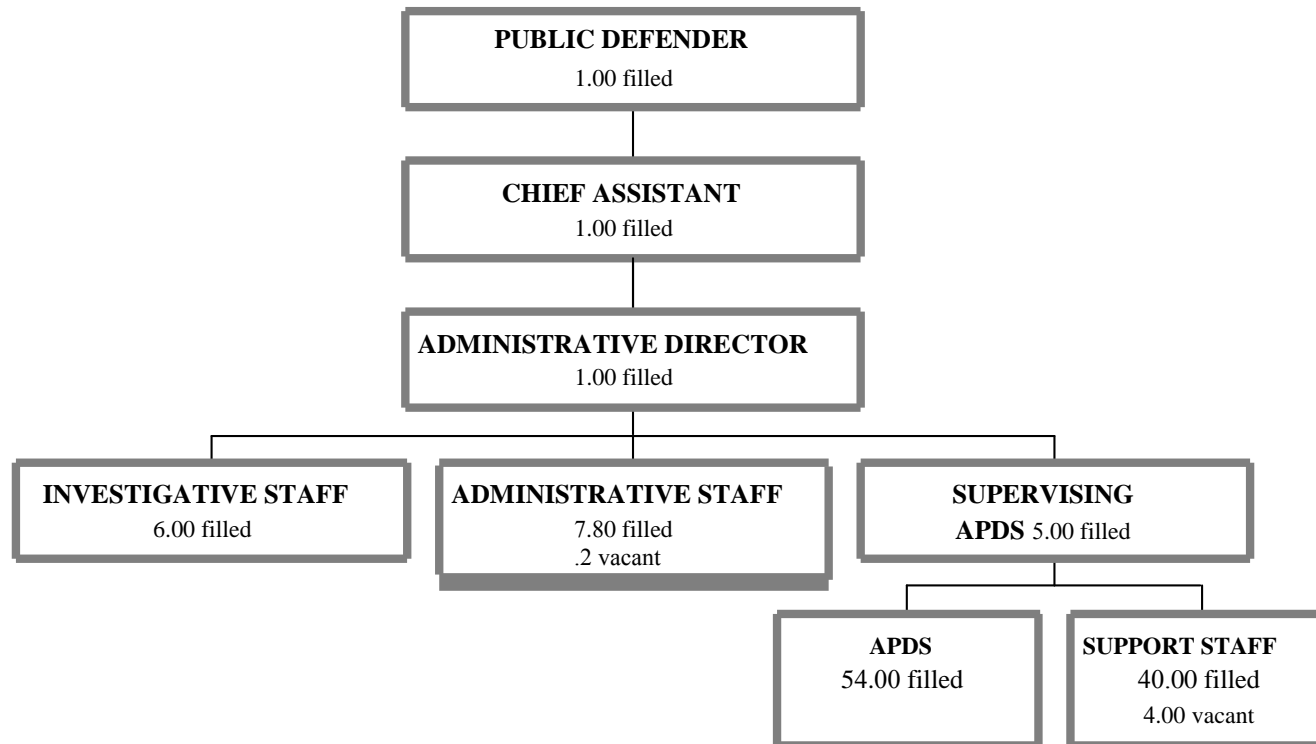 PUBLIC DEFENDER
1.00 filled
CHIEF ASSISTANT
1.00 filled
ADMINISTRATIVE DIRECTOR
1.00 filled
INVESTIGATIVE STAFF
6.00 filled
ADMINISTRATIVE STAFF
7.80 filled
.2 vacant
SUPERVISING
APDS 5.00 filled
APDS
54.00 filled
SUPPORT STAFF
40.00 filled
4.00 vacant